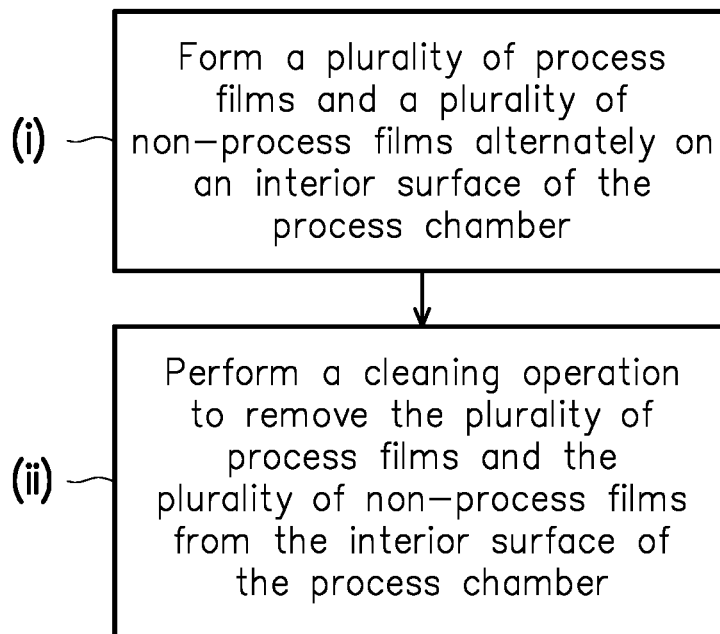 Form a plurality of process
films and a plurality of
(i)
non-process films alternately on
an interior surface of the
process chamber
Perform a cleaning operation
to remove the plurality of
process films and the
(ii)
plurality of non-process films
from the interior surface of
the process chamber